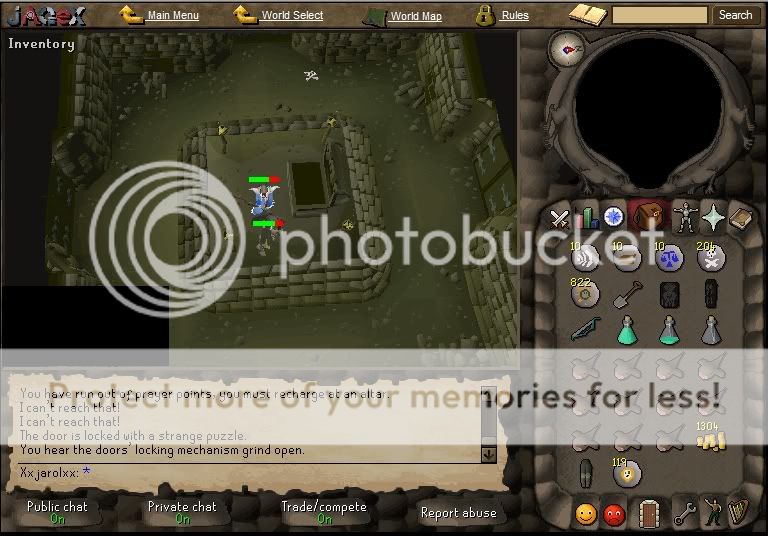 JAGEX Main Menu World Select World Map Rules Search
Inventory
10 10 10 206
822
photobucket
Protect more of your memories for less!
You have run out of prayer points, you must recharge at an altar.
I can't reach that!
I can't reach that!
The door is locked with a strange puzzle.
You hear the doors' locking mechanism grind open.
Xxjarolxx: *
1304
119
Public chat
On
Private chat
On
Trade/compete
On
Report abuse